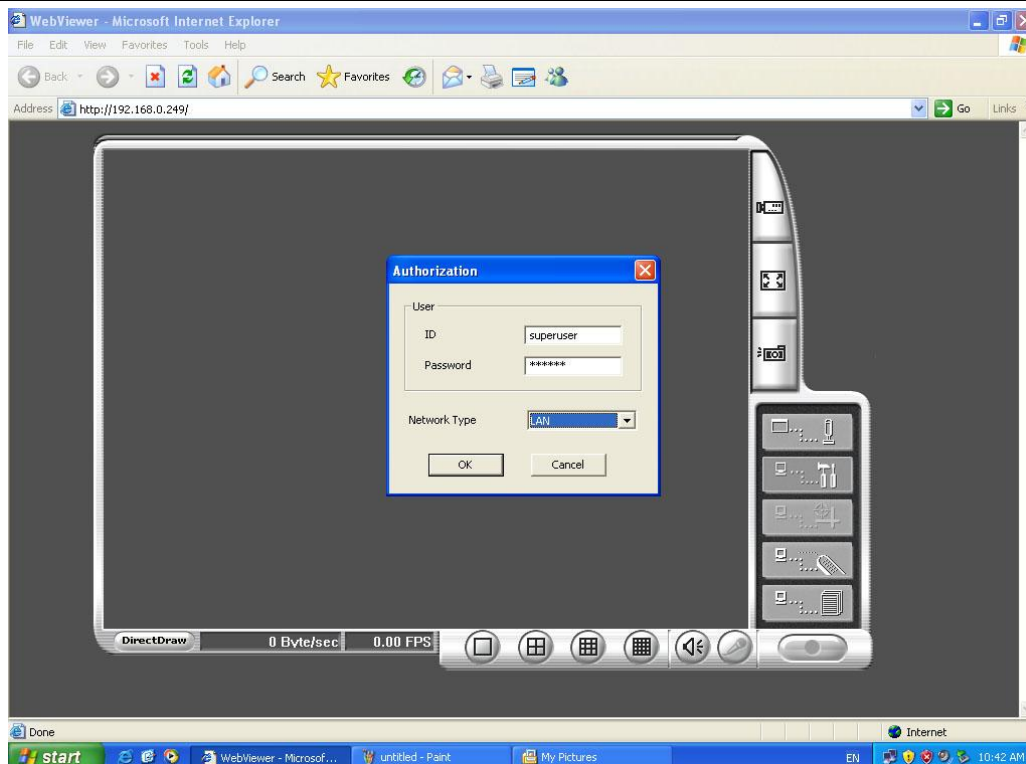 WebViewer - Microsoft Internet Explorer
File Edit View Favorites Tools Help
Back Search Favorites
Address http://192.168.0.249/ Go Links
Authorization
User
ID superuser
Password ******
Network Type LAN
OK Cancel
DirectDraw 0 Byte/sec 0.00 FPS
Done Internet
start WebViewer - Microsof... untitled - Paint My Pictures EN 10:42 AM